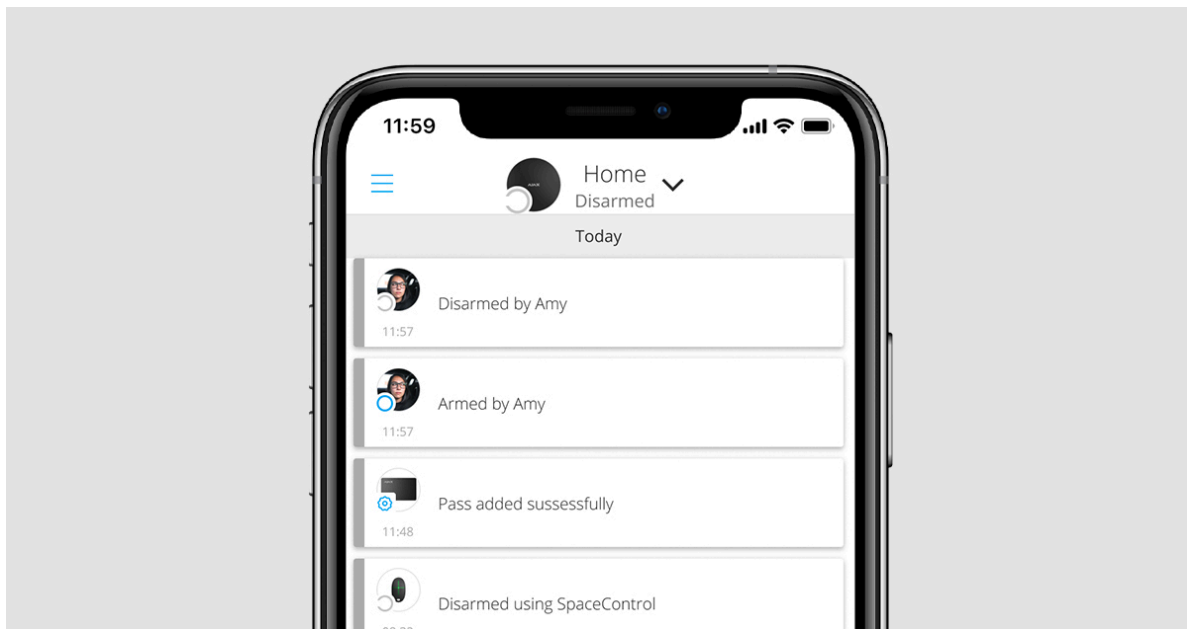 11:59
Home
Disarmed
Today
Disarmed by Amy
11:57
Armed by Amy
11:57
Pass added sussessfully
11:48
Disarmed using SpaceControl